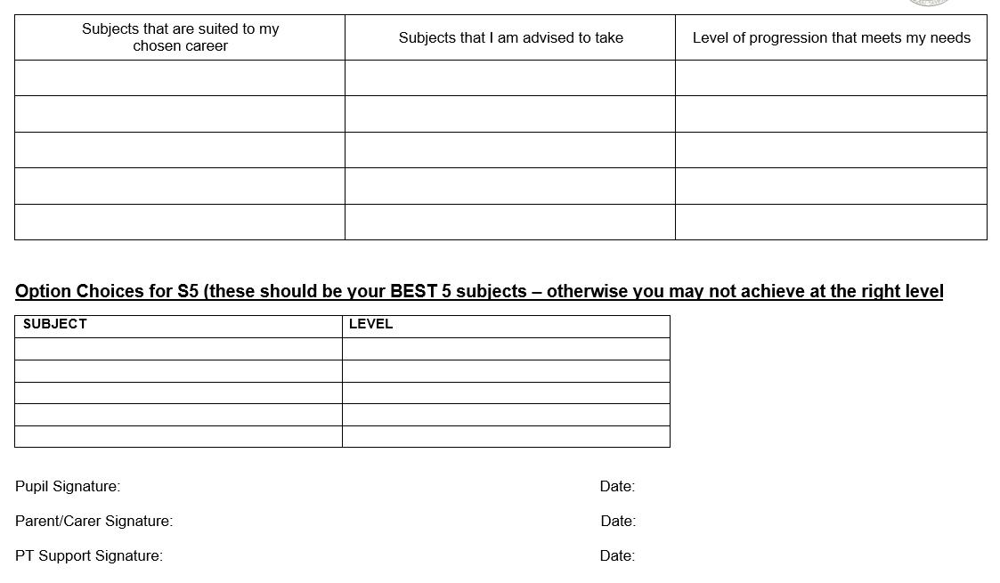 Subjects that are suited to my
chosen career
Subjects that I am advised to take
Level of progression that meets my needs
Option Choices for S5 (these should be your BEST 5 subjects – otherwise you may not achieve at the right level
SUBJECT LEVEL
Pupil Signature: Date:
Parent/Carer Signature: Date:
PT Support Signature: Date: